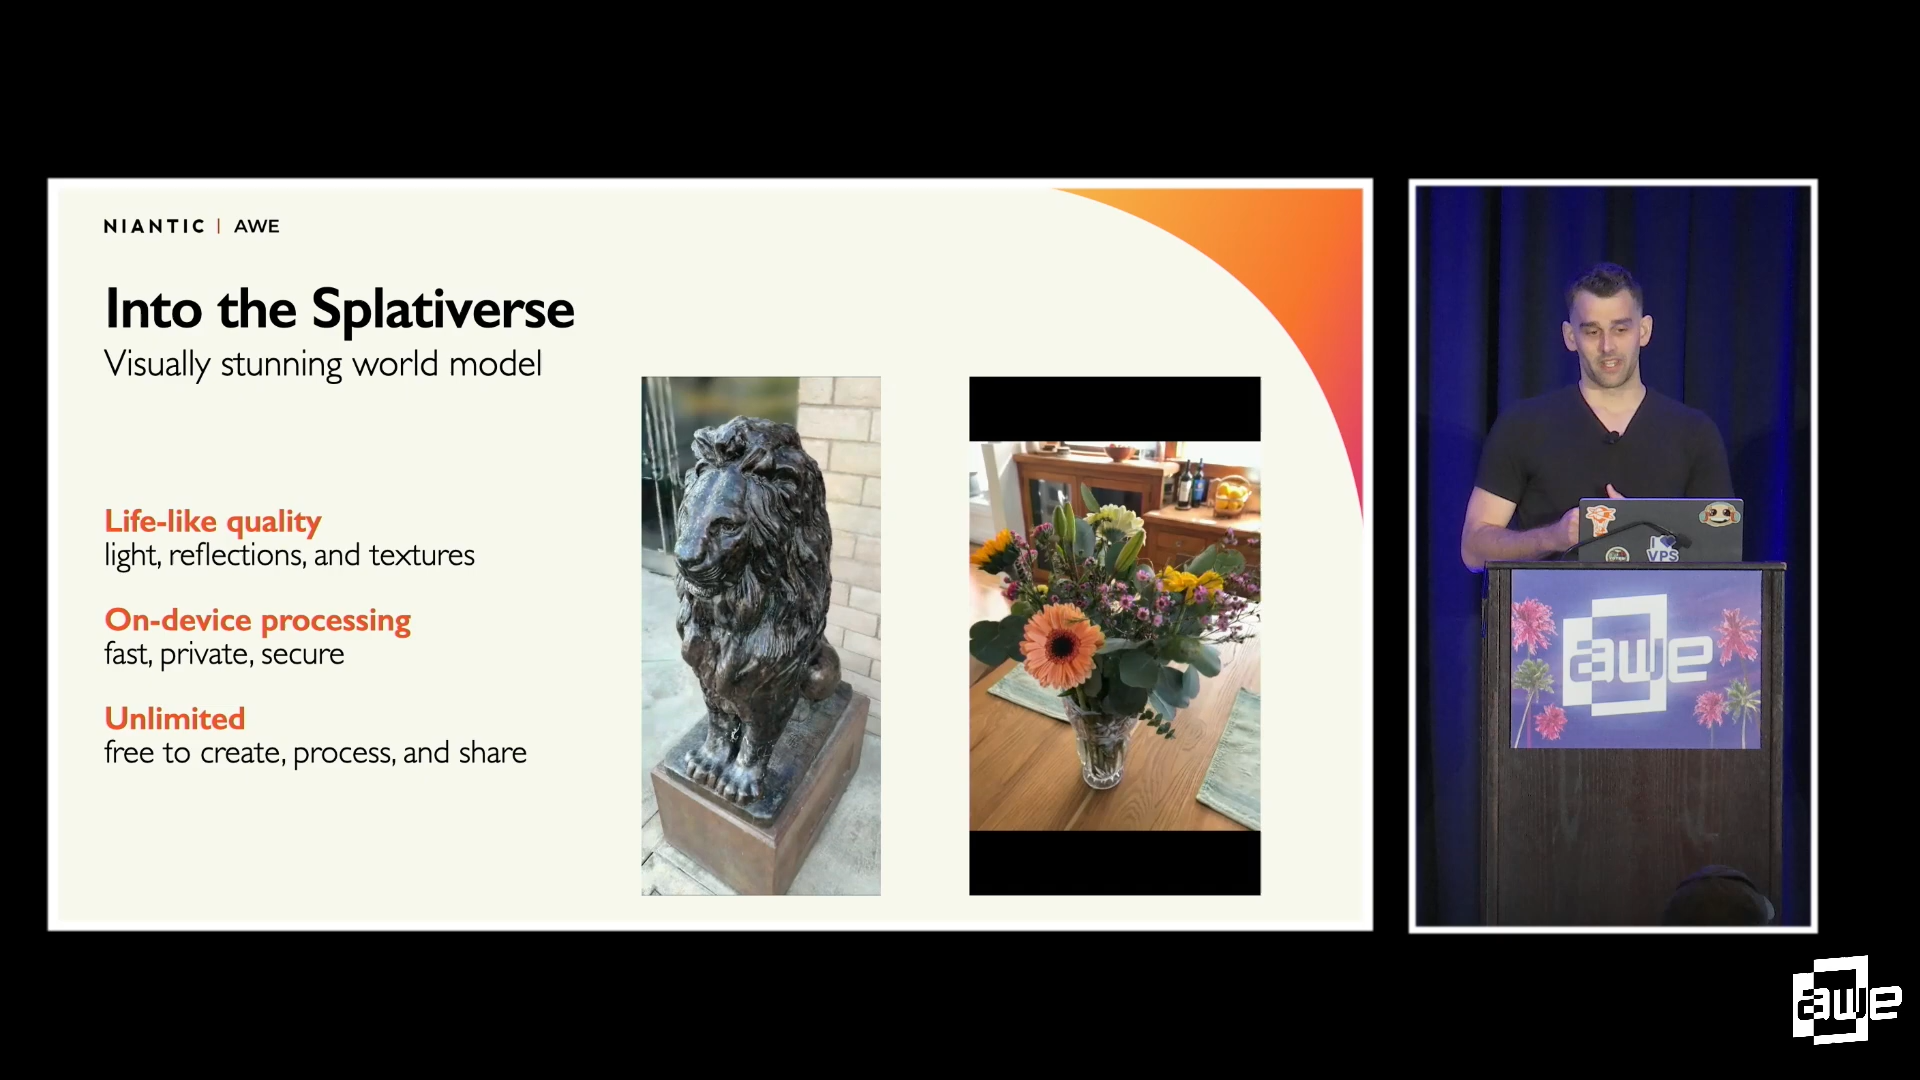 NIANTIC | AWE
Into the Splativerse
Visually stunning world model
Life-like quality
light, reflections, and textures
On-device processing
fast, private, secure
Unlimited
free to create, process, and share
I
VPS
awe
awe